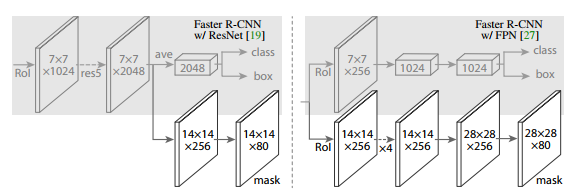 Faster R-CNN
w/ ResNet [19]
RoI
7×7
×1024
res5
7×7
×2048
ave
2048
class
box
14×14
×256
14×14
×80
mask
Faster R-CNN
w/ FPN [27]
RoI
7×7
×256
1024
1024
class
box
RoI
14×14
×256
×4
14×14
×256
28×28
×256
28×28
×80
mask